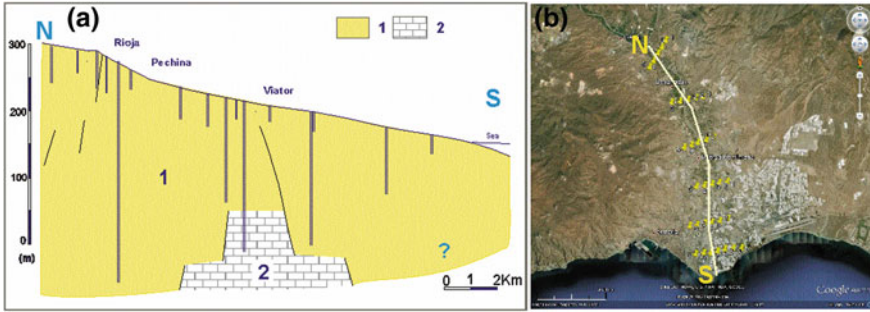 N (a)
1 2
300
Rioja
Pechina
Viator
S
Sea
200
1
100
0
(m)
2
?
0 1 2Km
(b)
N
S
Google